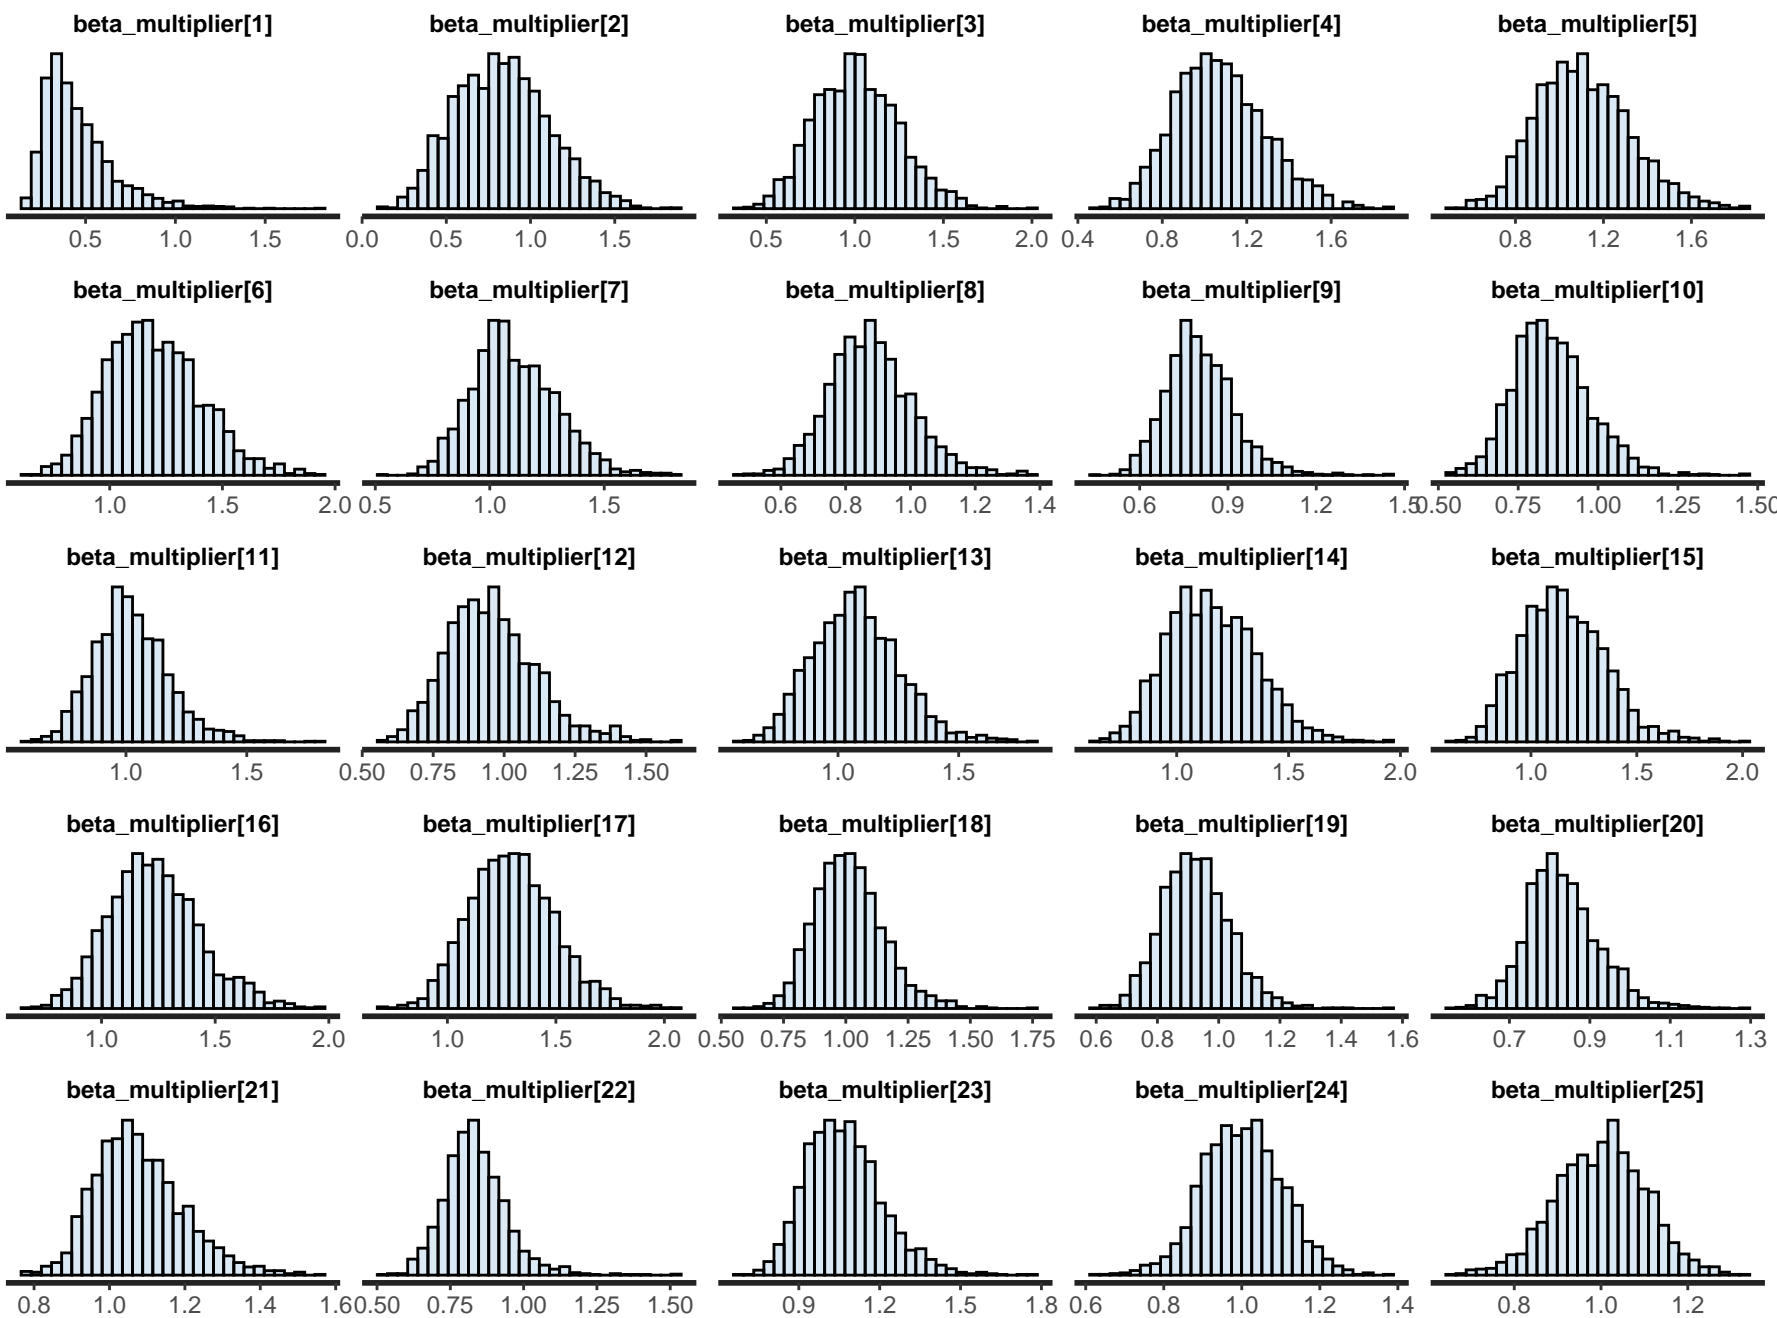 beta_multiplier[1] beta_multiplier[2] beta_multiplier[3] beta_multiplier[4] beta_multiplier[5]
0.5 1.0 1.5 0.0 0.5 1.0 1.5 0.5 1.0 1.5 2.0 0.4 0.8 1.2 1.6 0.8 1.2 1.6
beta_multiplier[6] beta_multiplier[7] beta_multiplier[8] beta_multiplier[9] beta_multiplier[10]
1.0 1.5 2.0 0.5 1.0 1.5 0.6 0.8 1.0 1.2 1.4 0.6 0.9 1.2 1.5 0.50 0.75 1.00 1.25 1.50
beta_multiplier[11] beta_multiplier[12] beta_multiplier[13] beta_multiplier[14] beta_multiplier[15]
1.0 1.5 0.50 0.75 1.00 1.25 1.50 1.0 1.5 1.0 1.5 2.0 1.0 1.5 2.0
beta_multiplier[16] beta_multiplier[17] beta_multiplier[18] beta_multiplier[19] beta_multiplier[20]
1.0 1.5 2.0 1.0 1.5 2.0 0.50 0.75 1.00 1.25 1.50 1.75 0.6 0.8 1.0 1.2 1.4 1.6 0.7 0.9 1.1 1.3
beta_multiplier[21] beta_multiplier[22] beta_multiplier[23] beta_multiplier[24] beta_multiplier[25]
0.8 1.0 1.2 1.4 1.6 0.50 0.75 1.00 1.25 1.50 0.9 1.2 1.5 1.8 0.6 0.8 1.0 1.2 1.4 0.8 1.0 1.2